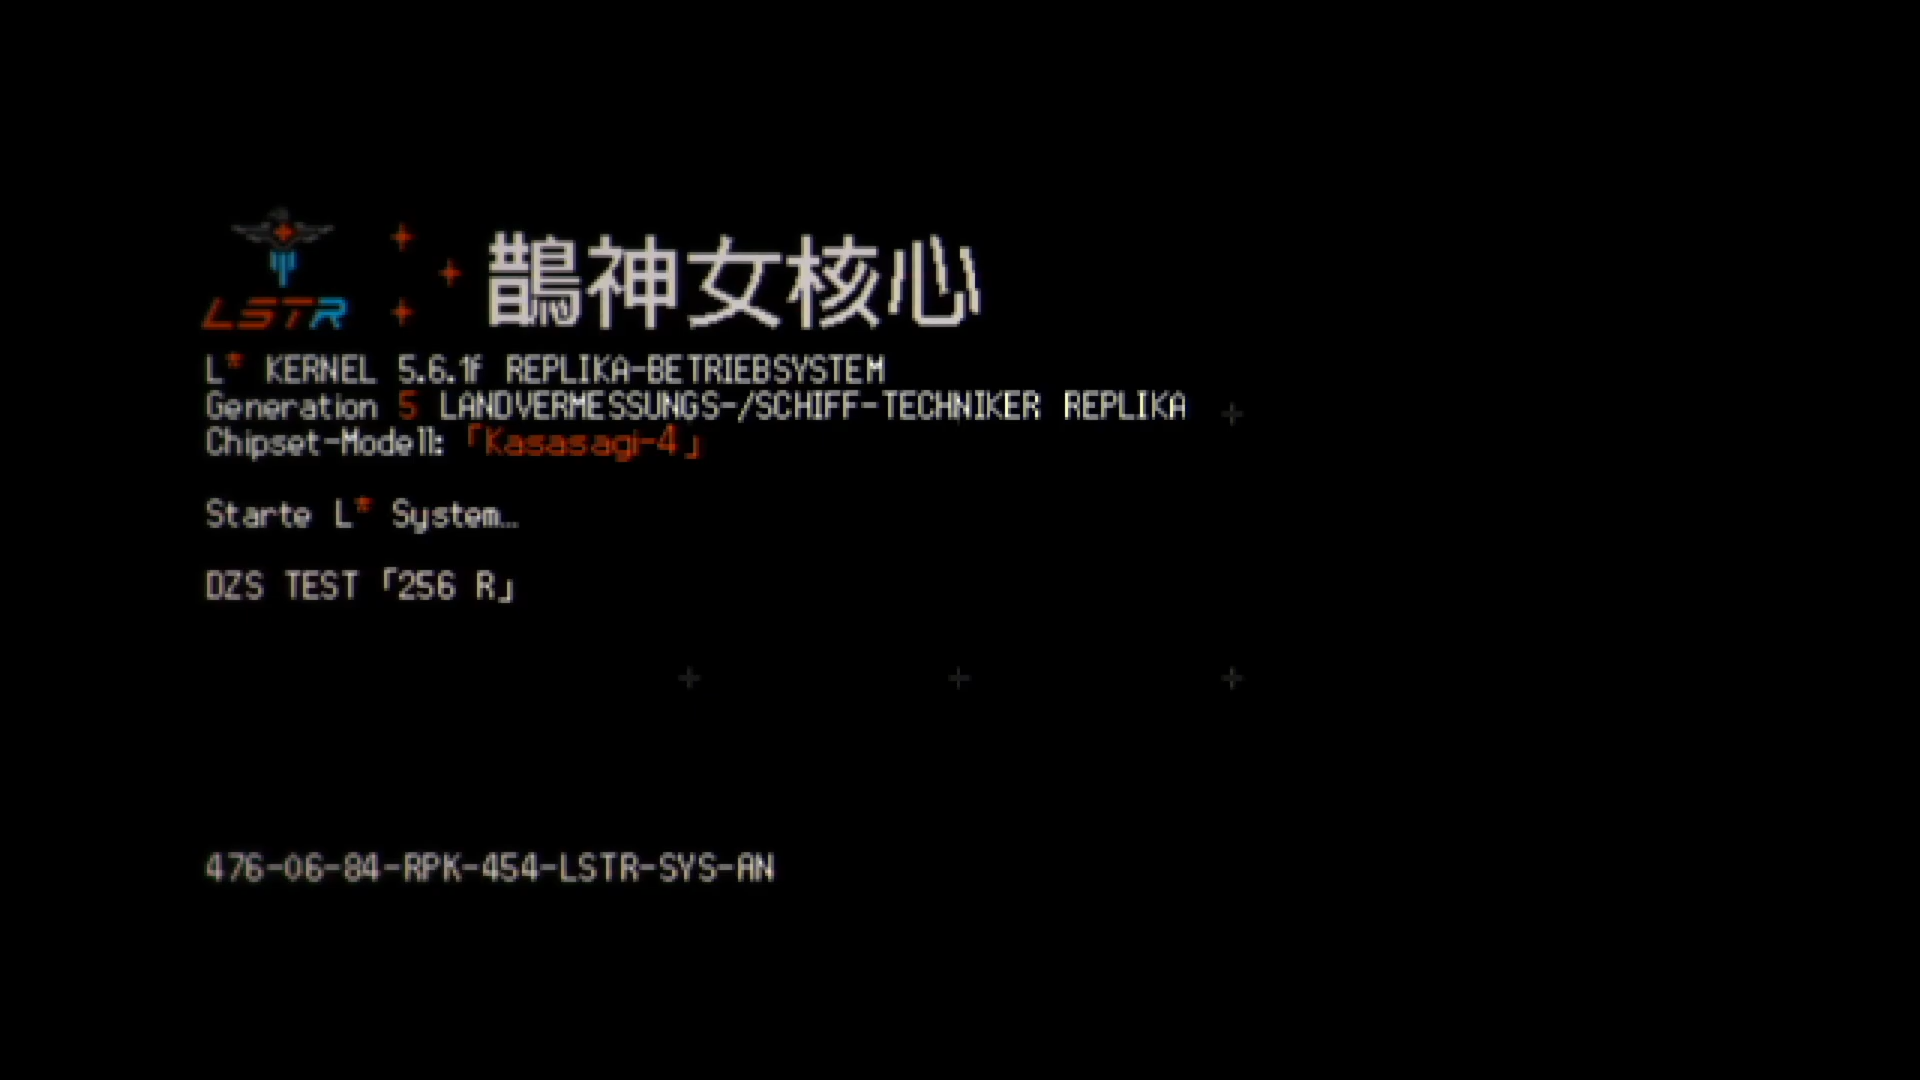 LSTR
鵲神女核心
L* KERNEL 5.6.1f REPLIKA-BETRIEBSYSTEM
Generation 5 LANDVERMESSUNGS-/SCHIFF-TECHNIKER REPLIKA
Chipset-Modell: 「Kasasagi-4」
Starte L* System…
DZS TEST「256 R」
476-06-84-RPK-454-LSTR-SYS-AN